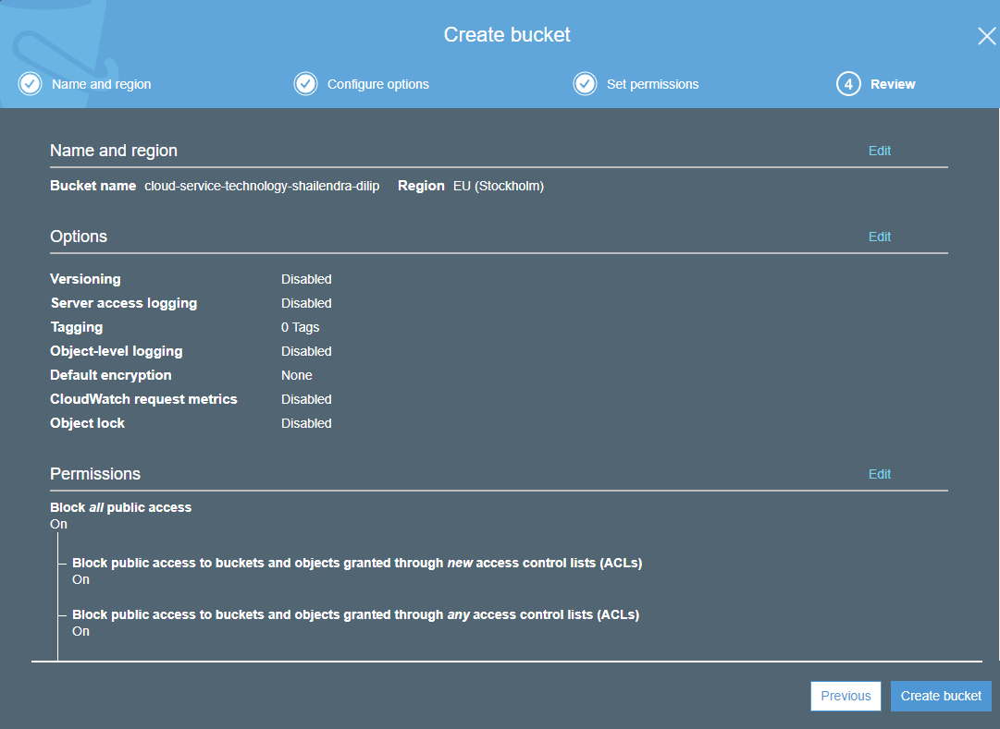 Create bucket
Name and region Configure options Set permissions 4 Review
Name and region Edit
Bucket name cloud-service-technology-shailendra-dilip Region EU (Stockholm)
Options Edit
Versioning Disabled
Server access logging Disabled
Tagging 0 Tags
Object-level logging Disabled
Default encryption None
CloudWatch request metrics Disabled
Object lock Disabled
Permissions Edit
Block all public access
On
Block public access to buckets and objects granted through new access control lists (ACLs)
On
Block public access to buckets and objects granted through any access control lists (ACLs)
On
Previous Create bucket